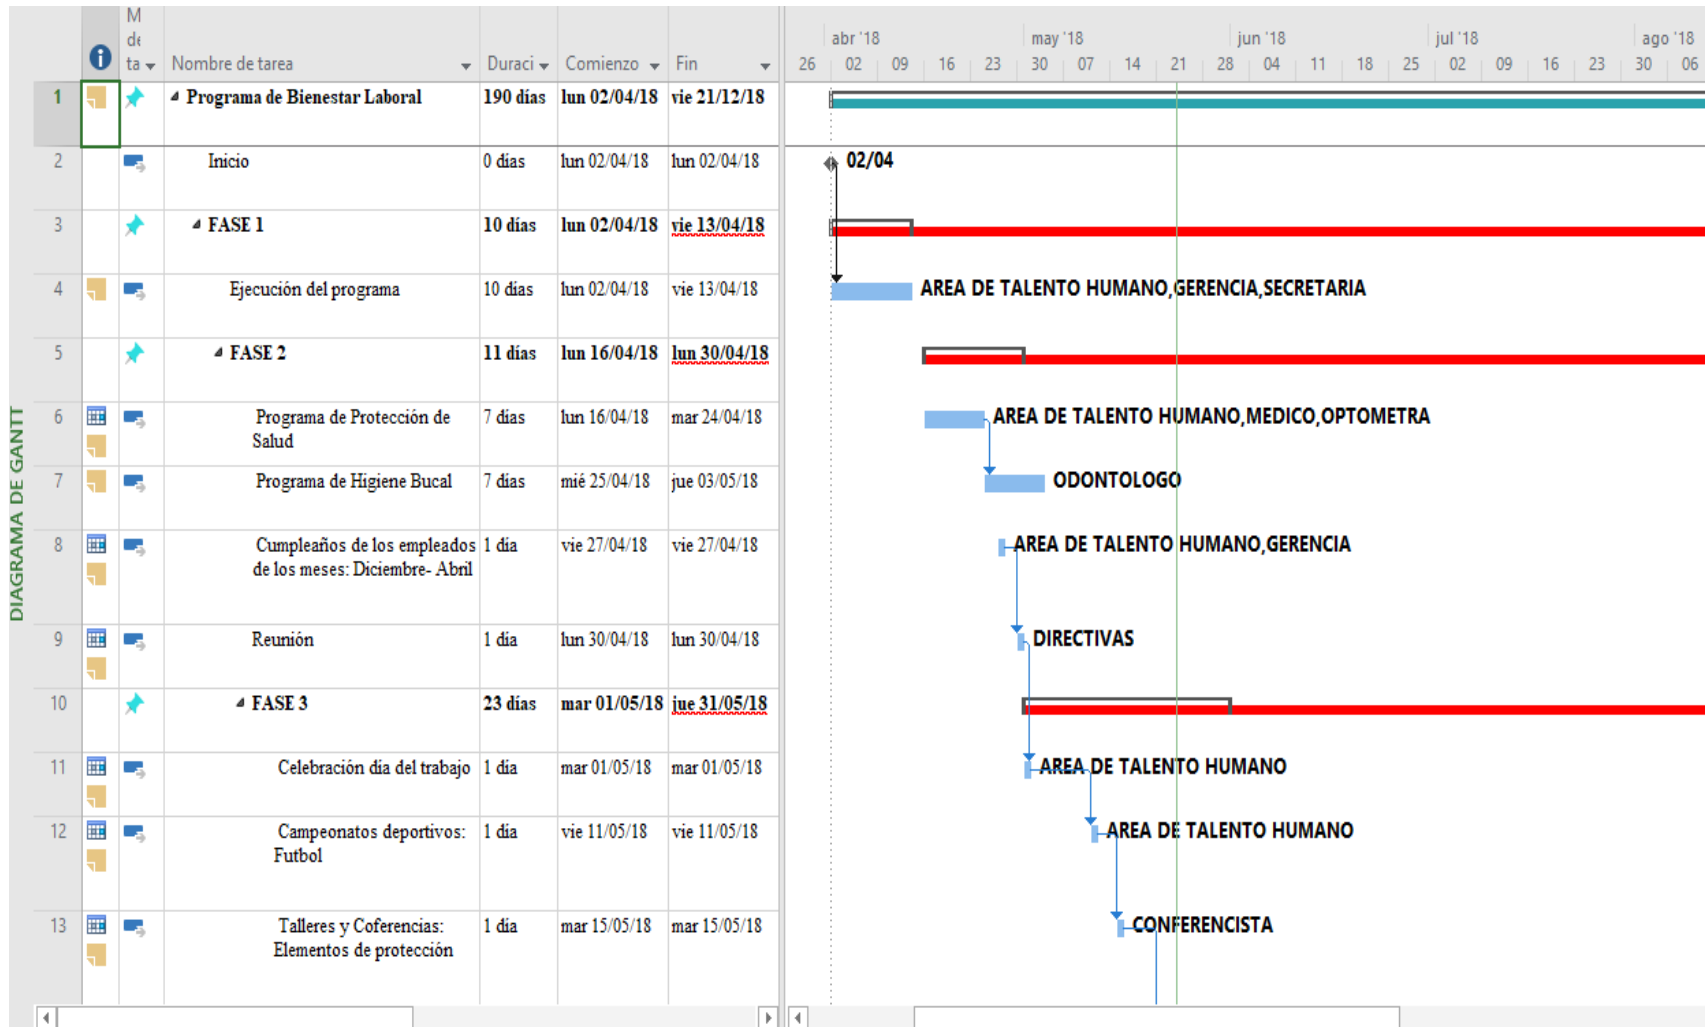 DIAGRAMA DE GANTT
M
de
ta
Nombre de tarea
Duraci
Comienzo
Fin
abr '18
may '18
jun '18
jul '18
ago '18
26 02 09 16 23 30 07 14 21 28 04 11 18 25 02 09 16 23 30 06
1 Programa de Bienestar Laboral 190 días lun 02/04/18 vie 21/12/18
2 Inicio 0 días lun 02/04/18 lun 02/04/18 02/04
3 FASE 1 10 días lun 02/04/18 vie 13/04/18
4 Ejecución del programa 10 días lun 02/04/18 vie 13/04/18 AREA DE TALENTO HUMANO,GERENCIA,SECRETARIA
5 FASE 2 11 días lun 16/04/18 lun 30/04/18
6 Programa de Protección de 7 días lun 16/04/18 mar 24/04/18 AREA DE TALENTO HUMANO,MEDICO,OPTOMETRA
Salud
7 Programa de Higiene Bucal 7 días mié 25/04/18 jue 03/05/18 ODONTOLOGO
8 Cumpleaños de los empleados 1 día vie 27/04/18 vie 27/04/18 AREA DE TALENTO HUMANO,GERENCIA
de los meses: Diciembre- Abril
9 Reunión 1 día lun 30/04/18 lun 30/04/18 DIRECTIVAS
10 FASE 3 23 días mar 01/05/18 jue 31/05/18
11 Celebración dia del trabajo 1 día mar 01/05/18 mar 01/05/18 AREA DE TALENTO HUMANO
12 Campeonatos deportivos: 1 día vie 11/05/18 vie 11/05/18 AREA DE TALENTO HUMANO
Futbol
13 Talleres y Coferencias: 1 día mar 15/05/18 mar 15/05/18 CONFERENCISTA
Elementos de protección